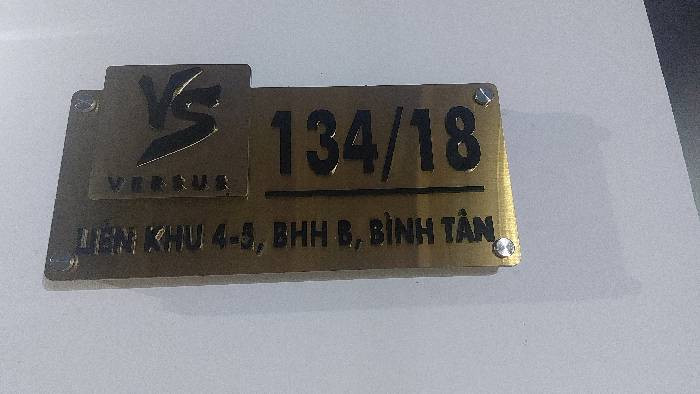 VS
VERSUS
134/18
LIÊN KHU 4-5, BHH B, BÌNH TÂN